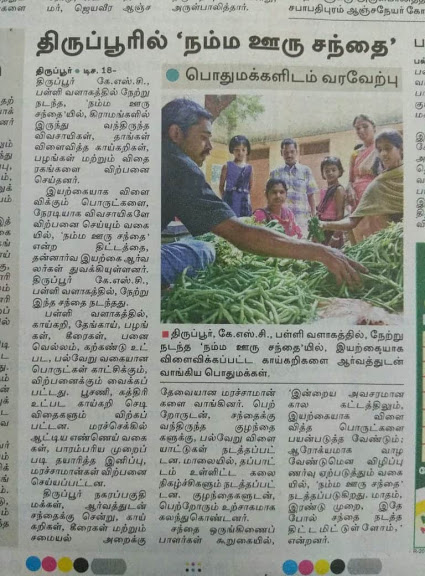 திருப்பூரில் ‘நம்ம ஊரு சந்தை’
பொதுமக்களிடம் வரவேற்பு
திருப்பூர் • டிச. 18-
திருப்பூர் கே.எஸ்.சி.,
பள்ளி வளாகத்தில் நேற்று
நடந்த, ‘நம்ம ஊரு
சந்தை’யில், கிராமங்களில்
இருந்து வந்திருந்த
விவசாயிகள், தாங்கள்
விளைவித்த காய்கறிகள்,
பழங்கள் மற்றும் விதை
ரகங்களை விற்பனை
செய்தனர்.
இயற்கையாக விளை
விக்கும் பொருட்களை,
நேரடியாக விவசாயிகளே
விற்பனை செய்யும் வகை
யில், ‘நம்ம ஊரு சந்தை’
என்ற திட்டத்தை,
தன்னார்வ இயற்கை ஆர்வ
லர்கள் துவக்கியுள்ளனர்.
திருப்பூர் கே.எஸ்.சி.,
பள்ளி வளாகத்தில், நேற்று
இந்த சந்தை நடந்தது.
பள்ளி வளாகத்தில்,
காய்கறி, தேங்காய், பழங்
கள், கீரைகள், பனை
வெல்லம், கற்கண்டு உட்
பட, பல்வேறு வகையான
பொருட்கள் காட்சிக்கும்,
விற்பனைக்கும் வைக்கப்
பட்டது. பூசணி, கத்திரி
உட்பட காய்கறி செடி
விதைகளும் விற்கப்
பட்டன. மரச்செக்கில்
ஆட்டிய எண்ணெய் வகை
கள், பாரம்பரிய முறைப்
படி தயாரித்த இனிப்பு,
மரச்சாமான்கள் விற்பனை
செய்யப்பட்டன.
திருப்பூர் நகரப்பகுதி
மக்கள், ஆர்வத்துடன்
சந்தைக்கு சென்று, காய்
கறிகள், கீரைகள் மற்றும்
சமையல் அறைக்கு
■ திருப்பூர், கே.எஸ்.சி., பள்ளி வளாகத்தில், நேற்று
நடந்த ‘நம்ம ஊரு சந்தை’யில், இயற்கையாக
விளைவிக்கப்பட்ட காய்கறிகளை ஆர்வத்துடன்
வாங்கிய பொதுமக்கள்.
தேவையான மரச்சாமான்
களை வாங்கினர். பெற்
றோருடன், சந்தைக்கு
வந்திருந்த குழந்தை
களுக்கு, பல்வேறு விளை
யாட்டுகள் நடத்தப்பட்
டன. மாலையில், தப்பாட்
டம் உள்ளிட்ட கலை
நிகழ்சிகளும் நடத்தப்பட்
டன. குழந்தைகளுடன்,
பெற்றோரும் உற்சாகமாக
கலந்துகொண்டனர்.
சந்தை ஒருங்கிணைப்
பாளர்கள் கூறுகையில்,
‘இன்றைய அவசரமான
கால கட்டத்திலும்,
இயற்கையாக விளை
வித்த பொருட்களை
பயன்படுத்த வேண்டும்;
ஆரோக்யமாக வாழ
வேண்டுமென விழிப்பு
ணர்வு ஏற்படுத்தும் வகை
யில், ‘நம்ம ஊரு சந்தை’
நடத்தப்படுகிறது. மாதம்,
இரண்டு முறை, இதே
போல் சந்தை நடத்த
திட்டமிட்டுள்ளோம்,’
என்றனர்.